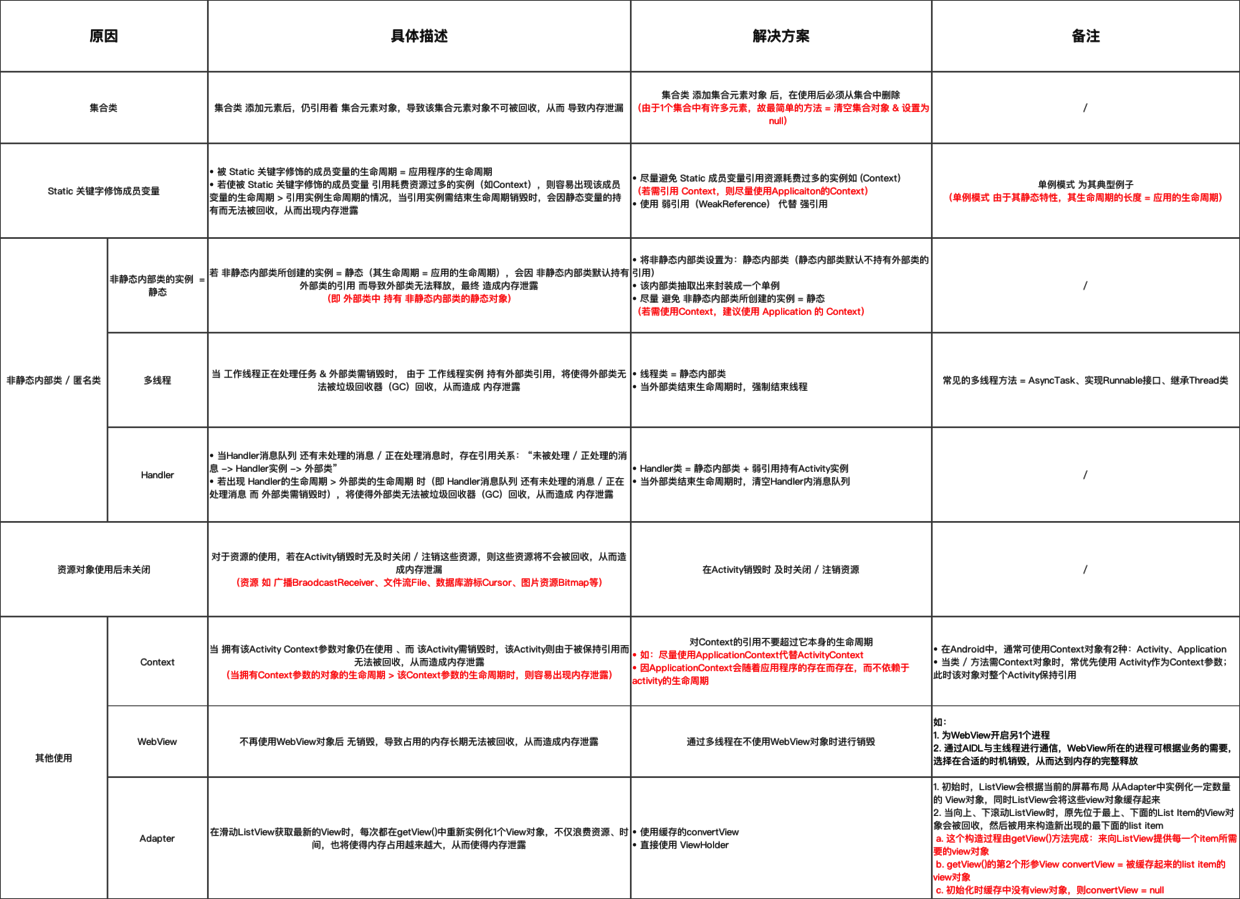 原因
具体描述
解决方案
备注
集合类
集合类 添加元素后，仍引用着 集合元素对象，导致该集合元素对象不可被回收，从而 导致内存泄漏
集合类 添加集合元素对象 后，在使用后必须从集合中删除
（由于1个集合中有许多元素，故最简单的方法 = 清空集合对象 & 设置为
null）
/
Static 关键字修饰成员变量
• 被 Static 关键字修饰的成员变量的生命周期 = 应用程序的生命周期
• 若使被 Static 关键字修饰的成员变量 引用耗费资源过多的实例（如Context），则容易出现该成员
变量的生命周期 > 引用实例生命周期的情况，当引用实例需结束生命周期销毁时，会因静态变量的持
有而无法被回收，从而出现内存泄露
• 尽量避免 Static 成员变量引用资源耗费过多的实例如 (Context)
（若需引用 Context，则尽量使用Applicaiton的Context）
• 使用 弱引用（WeakReference） 代替 强引用
单例模式 为其典型例子
（单例模式 由于其静态特性，其生命周期的长度 = 应用的生命周期）
非静态内部类 / 匿名类
非静态内部类的实例 =
静态
若 非静态内部类所创建的实例 = 静态（其生命周期 = 应用的生命周期），会因 非静态内部类默认持有
外部类的引用 而导致外部类无法释放，最终 造成内存泄露
（即 外部类中 持有 非静态内部类的静态对象）
• 将非静态内部类设置为：静态内部类（静态内部类默认不持有外部类的
引用）
• 该内部类抽取出来封装成一个单例
• 尽量 避免 非静态内部类所创建的实例 = 静态
（若需使用Context，建议使用 Application 的 Context）
/
多线程
当 工作线程正在处理任务 & 外部类需销毁时， 由于 工作线程实例 持有外部类引用，将使得外部类无
法被垃圾回收器（GC）回收，从而造成 内存泄露
• 线程类 = 静态内部类
• 当外部类结束生命周期时，强制结束线程
常见的多线程方法 = AsyncTask、实现Runnable接口、继承Thread类
Handler
• 当Handler消息队列 还有未处理的消息 / 正在处理消息时，存在引用关系：“未被处理 / 正处理的消
息 -> Handler实例 -> 外部类”
• 若出现 Handler的生命周期 > 外部类的生命周期 时（即 Handler消息队列 还有未处理的消息 / 正在
处理消息 而 外部类需销毁时），将使得外部类无法被垃圾回收器（GC）回收，从而造成 内存泄露
• Handler类 = 静态内部类 + 弱引用持有Activity实例
• 当外部类结束生命周期时，清空Handler内消息队列
/
资源对象使用后未关闭
对于资源的使用，若在Activity销毁时无及时关闭 / 注销这些资源，则这些资源将不会被回收，从而造
成内存泄漏
（资源 如 广播BraodcastReceiver、文件流File、数据库游标Cursor、图片资源Bitmap等）
在Activity销毁时 及时关闭 / 注销资源
/
其他使用
Context
当 拥有该Activity Context参数对象仍在使用 、而 该Activity需销毁时，该Activity则由于被保持引用而
无法被回收，从而造成内存泄露
（当拥有Context参数的对象的生命周期 > 该Context参数的生命周期时，则容易出现内存泄露）
对Context的引用不要超过它本身的生命周期
• 如：尽量使用ApplicationContext代替ActivityContext
• 因ApplicationContext会随着应用程序的存在而存在，而不依赖于
activity的生命周期
• 在Android中，通常可使用Context对象有2种：Activity、Application
• 当类 / 方法需Context对象时，常优先使用 Activity作为Context参数；
此时该对象对整个Activity保持引用
WebView
不再使用WebView对象后 无销毁，导致占用的内存长期无法被回收，从而造成内存泄露
通过多线程在不使用WebView对象时进行销毁
如：
1. 为WebView开启另1个进程
2. 通过AIDL与主线程进行通信，WebView所在的进程可根据业务的需要，
选择在合适的时机销毁，从而达到内存的完整释放
Adapter
在滑动ListView获取最新的View时，每次都在getView()中重新实例化1个View对象，不仅浪费资源、时
间，也将使得内存占用越来越大，从而使得内存泄露
• 使用缓存的convertView
• 直接使用 ViewHolder
1. 初始时，ListView会根据当前的屏幕布局 从Adapter中实例化一定数量
的 View对象，同时ListView会将这些view对象缓存起来
2. 当向上、下滚动ListView时，原先位于最上、下面的List Item的View对
象会被回收，然后被用来构造新出现的最下面的list item
a. 这个构造过程由getView()方法完成：来向ListView提供每一个item所需
要的view对象
b. getView()的第2个形参View convertView = 被缓存起来的list item的
view对象
c. 初始化时缓存中没有view对象，则convertView = null